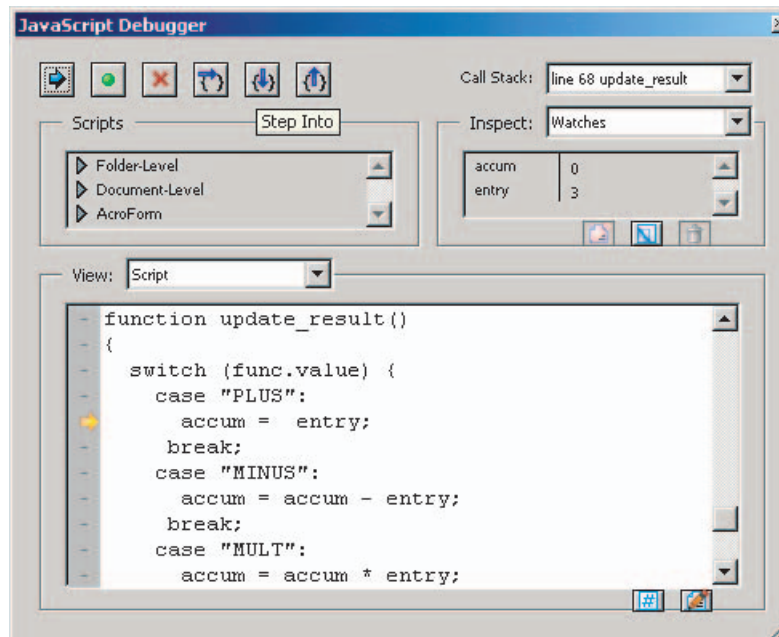 JavaScript Debugger
Call Stack: line 68 update_result
Step Into
Scripts
Folder-Level
Document-Level
AcroForm
Inspect: Watches
accum 0
entry 3
View: Script
function update_result()
{
switch (func.value) {
case "PLUS":
accum =  entry;
break;
case "MINUS":
accum = accum - entry;
break;
case "MULT":
accum = accum * entry;